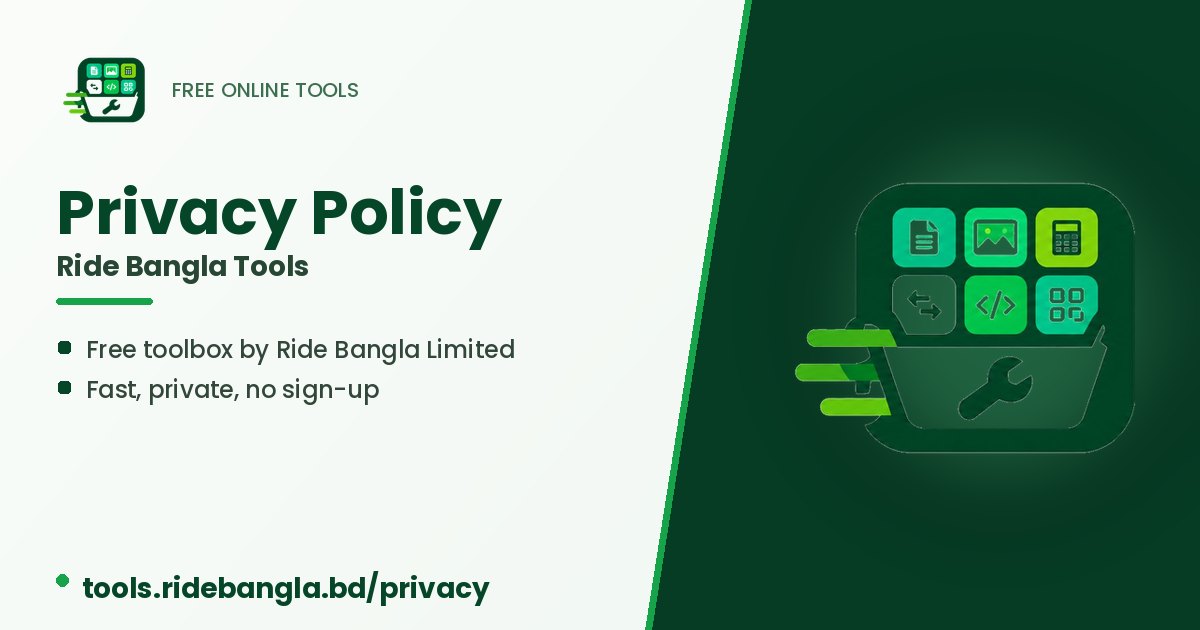 FREE ONLINE TOOLS
Privacy Policy
Ride Bangla Tools
Free toolbox by Ride Bangla Limited
Fast, private, no sign-up
tools.ridebangla.bd/privacy